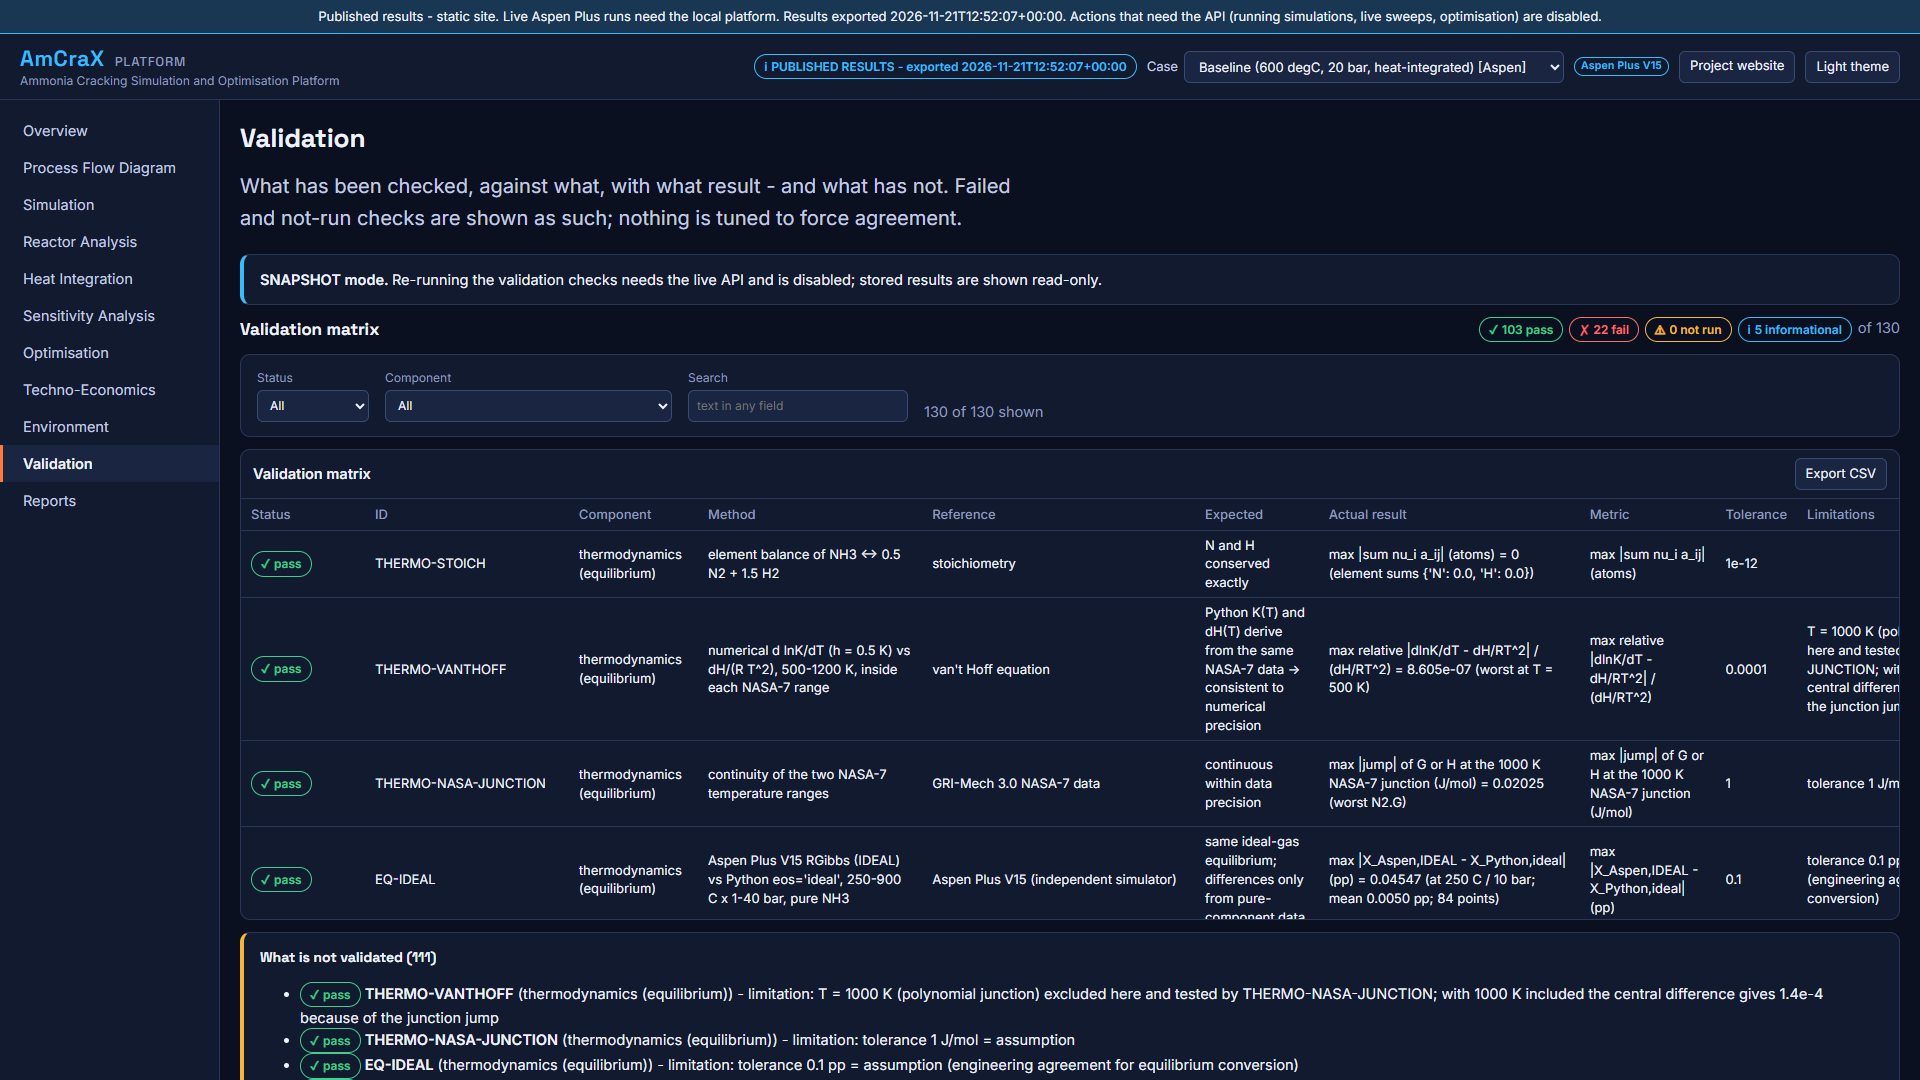 Published results - static site. Live Aspen Plus runs need the local platform. Results exported 2026-11-21T12:52:07+00:00. Actions that need the API (running simulations, live sweeps, optimisation) are disabled.
AmCraX PLATFORM
Ammonia Cracking Simulation and Optimisation Platform
i PUBLISHED RESULTS - exported 2026-11-21T12:52:07+00:00
Case
Baseline (600 degC, 20 bar, heat-integrated) [Aspen]
Aspen Plus V15
Project website
Light theme
Overview
Process Flow Diagram
Simulation
Reactor Analysis
Heat Integration
Sensitivity Analysis
Optimisation
Techno-Economics
Environment
Validation
Reports
Validation
What has been checked, against what, with what result - and what has not. Failed
and not-run checks are shown as such; nothing is tuned to force agreement.
SNAPSHOT mode. Re-running the validation checks needs the live API and is disabled; stored results are shown read-only.
Validation matrix
✓ 103 pass
✗ 22 fail
⚠ 0 not run
i 5 informational
of 130
Status
Component
Search
All
All
text in any field
130 of 130 shown
Validation matrix
Export CSV
Status ID Component Method Reference Expected Actual result Metric Tolerance Limitations
✓ pass
THERMO-STOICH
thermodynamics
(equilibrium)
element balance of NH3 <-> 0.5
N2 + 1.5 H2
stoichiometry
N and H
conserved
exactly
max |sum nu_i a_ij| (atoms) = 0
(element sums {'N': 0.0, 'H': 0.0})
max |sum nu_i a_ij|
(atoms)
1e-12
✓ pass
THERMO-VANTHOFF
thermodynamics
(equilibrium)
numerical d lnK/dT (h = 0.5 K) vs
dH/(R T^2), 500-1200 K, inside
each NASA-7 range
van't Hoff equation
Python K(T) and
dH(T) derive
from the same
NASA-7 data ->
consistent to
numerical
precision
max relative |dlnK/dT - dH/RT^2| /
(dH/RT^2) = 8.605e-07 (worst at T =
500 K)
max relative
|dlnK/dT -
dH/RT^2| /
(dH/RT^2)
0.0001
T = 1000 K (po
here and teste
JUNCTION; wi
central differen
the junction ju
✓ pass
THERMO-NASA-JUNCTION
thermodynamics
(equilibrium)
continuity of the two NASA-7
temperature ranges
GRI-Mech 3.0 NASA-7 data
continuous
within data
precision
max |jump| of G or H at the 1000 K
NASA-7 junction (J/mol) = 0.02025
(worst N2.G)
max |jump| of G or
H at the 1000 K
NASA-7 junction
(J/mol)
1
tolerance 1 J/m
✓ pass
EQ-IDEAL
thermodynamics
(equilibrium)
Aspen Plus V15 RGibbs (IDEAL)
vs Python eos='ideal', 250-900
C x 1-40 bar, pure NH3
Aspen Plus V15 (independent simulator)
same ideal-gas
equilibrium;
differences only
from pure-
component data
max |X_Aspen,IDEAL - X_Python,ideal|
(pp) = 0.04547 (at 250 C / 10 bar;
mean 0.0050 pp; 84 points)
max
|X_Aspen,IDEAL -
X_Python,ideal|
(pp)
0.1
tolerance 0.1 p
(engineering a
conversion)
What is not validated (111)
• ✓ pass THERMO-VANTHOFF (thermodynamics (equilibrium)) - limitation: T = 1000 K (polynomial junction) excluded here and tested by THERMO-NASA-JUNCTION; with 1000 K included the central difference gives 1.4e-4
because of the junction jump
• ✓ pass THERMO-NASA-JUNCTION (thermodynamics (equilibrium)) - limitation: tolerance 1 J/mol = assumption
• ✓ pass EQ-IDEAL (thermodynamics (equilibrium)) - limitation: tolerance 0.1 pp = assumption (engineering agreement for equilibrium conversion)